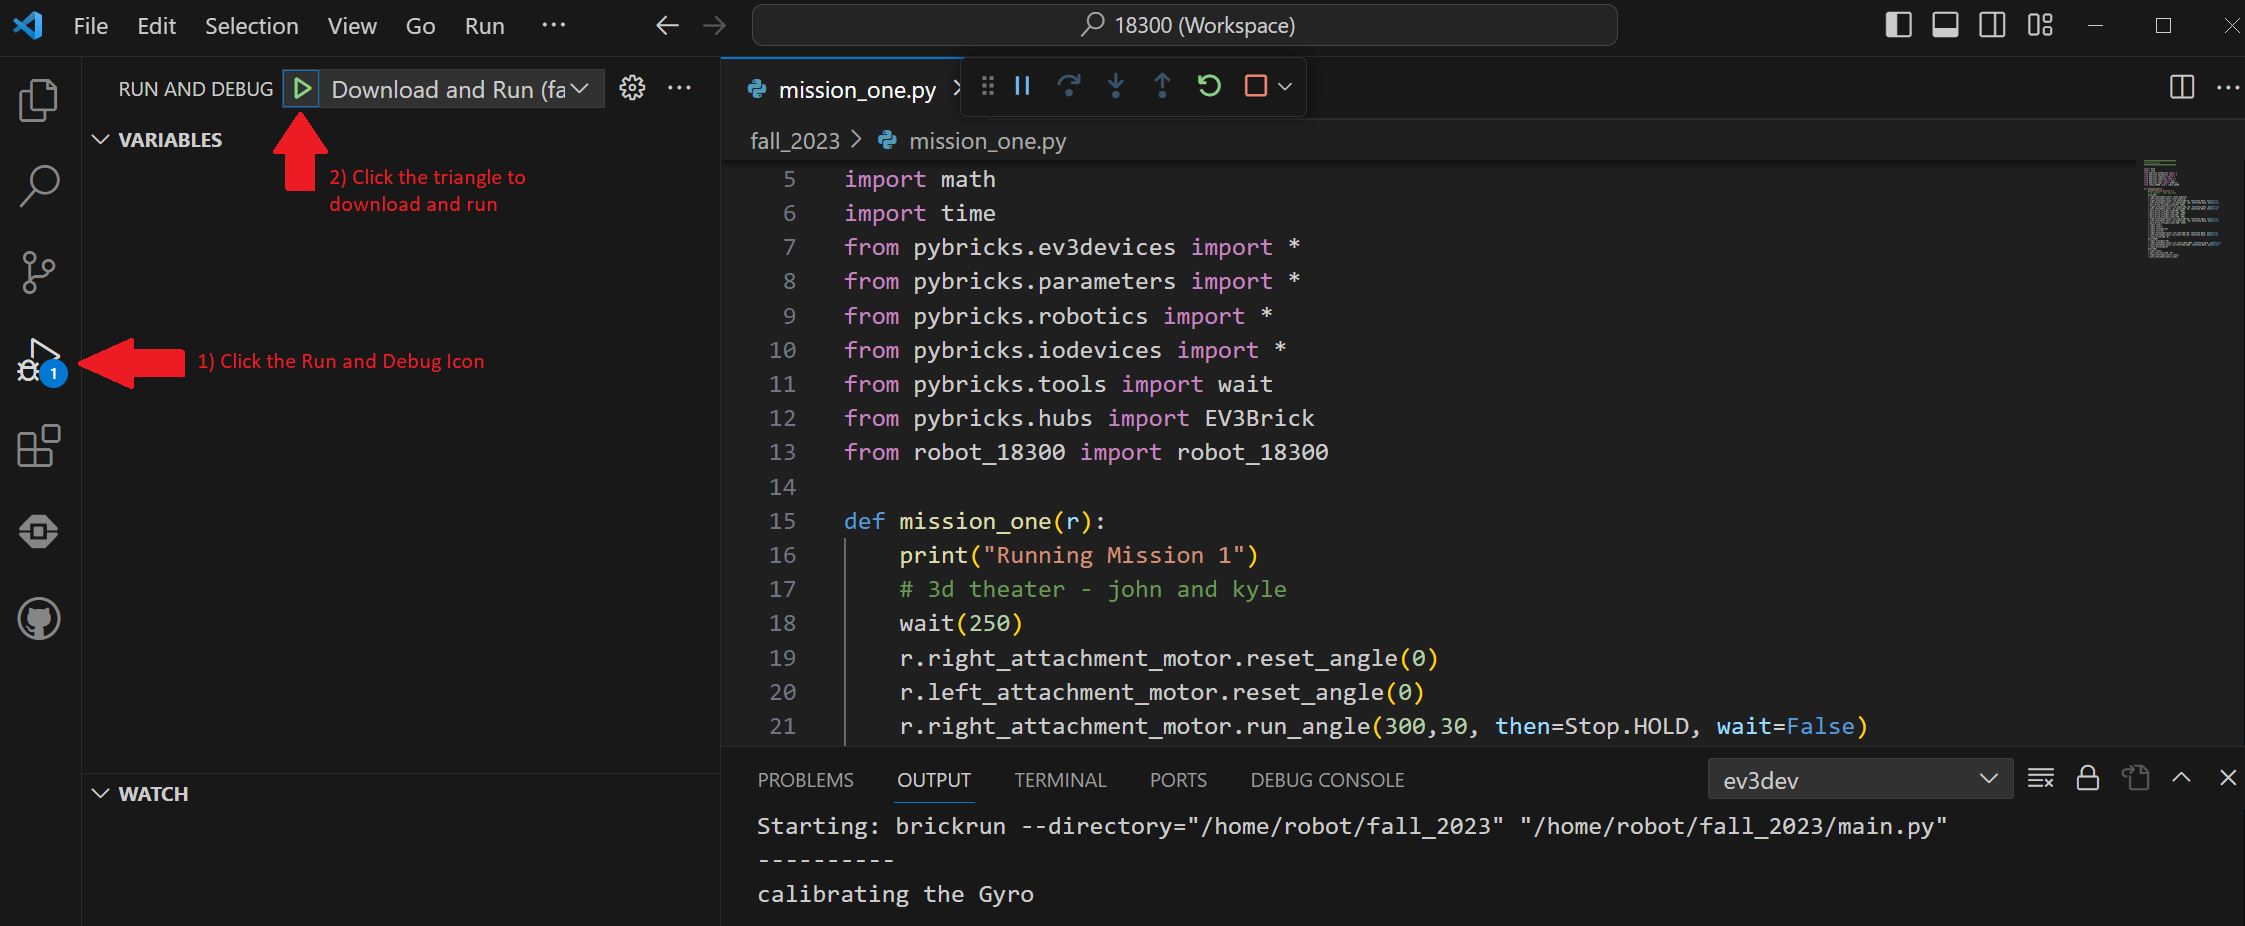 File Edit Selection View Go Run ···
18300 (Workspace)
RUN AND DEBUG
Download and Run (fa
VARIABLES
2) Click the triangle to
download and run
1
1) Click the Run and Debug Icon
WATCH
mission_one.py
fall_2023 > mission_one.py
5 import math
6 import time
7 from pybricks.ev3devices import *
8 from pybricks.parameters import *
9 from pybricks.robotics import *
10 from pybricks.iodevices import *
11 from pybricks.tools import wait
12 from pybricks.hubs import EV3Brick
13 from robot_18300 import robot_18300
14
15 def mission_one(r):
16 print("Running Mission 1")
17 # 3d theater - john and kyle
18 wait(250)
19 r.right_attachment_motor.reset_angle(0)
20 r.left_attachment_motor.reset_angle(0)
21 r.right_attachment_motor.run_angle(300,30, then=Stop.HOLD, wait=False)
PROBLEMS OUTPUT TERMINAL PORTS DEBUG CONSOLE
ev3dev
Starting: brickrun --directory="/home/robot/fall_2023" "/home/robot/fall_2023/main.py"
----------
calibrating the Gyro